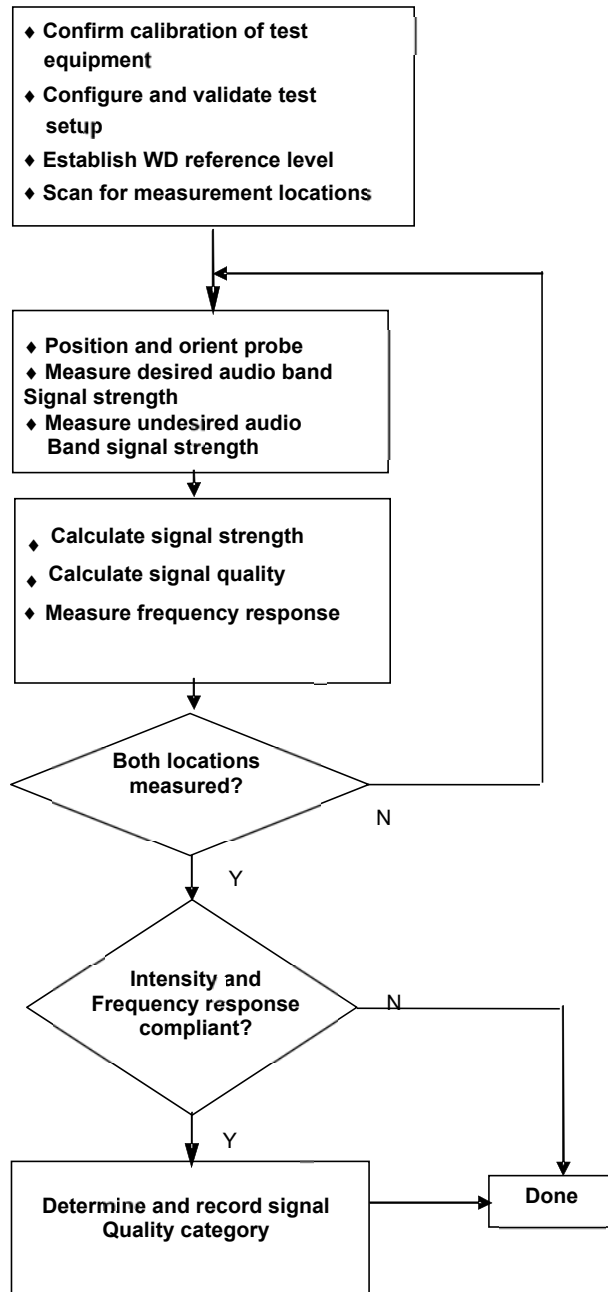 ♦ Confirm calibration of test
equipment
♦ Configure and validate test
setup
♦ Establish WD reference level
♦ Scan for measurement locations
♦ Position and orient probe
♦ Measure desired audio band
Signal strength
♦ Measure undesired audio
Band signal strength
♦ Calculate signal strength
♦ Calculate signal quality
♦ Measure frequency response
Both locations
measured?
N
Y
Intensity and
Frequency response
compliant?
N
Y
Determine and record signal
Quality category
Done